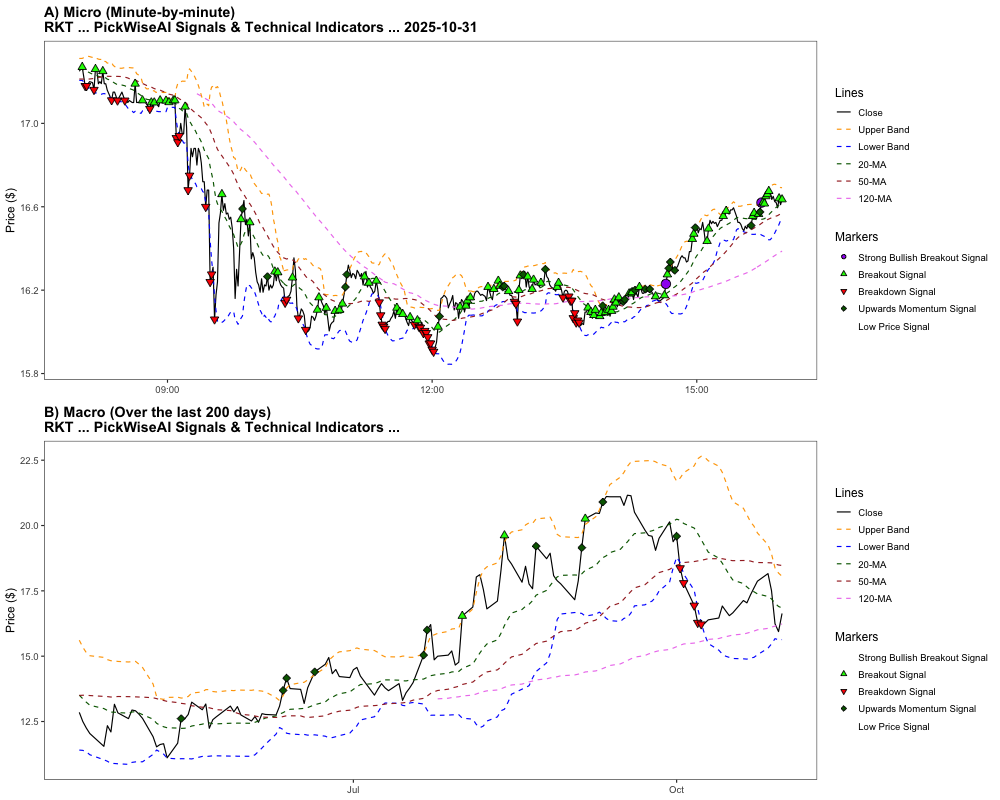 A) Micro (Minute-by-minute)
RKT ... PickWiseAI Signals & Technical Indicators ... 2025-10-31
17.0
16.6
16.2
15.8
Price ($)
09:00
12:00
15:00
Lines
Close
Upper Band
Lower Band
20-MA
50-MA
120-MA
Markers
Strong Bullish Breakout Signal
Breakout Signal
Breakdown Signal
Upwards Momentum Signal
Low Price Signal
B) Macro (Over the last 200 days)
RKT ... PickWiseAI Signals & Technical Indicators ...
22.5
20.0
17.5
15.0
12.5
Price ($)
Jul
Oct
Lines
Close
Upper Band
Lower Band
20-MA
50-MA
120-MA
Markers
Strong Bullish Breakout Signal
Breakout Signal
Breakdown Signal
Upwards Momentum Signal
Low Price Signal